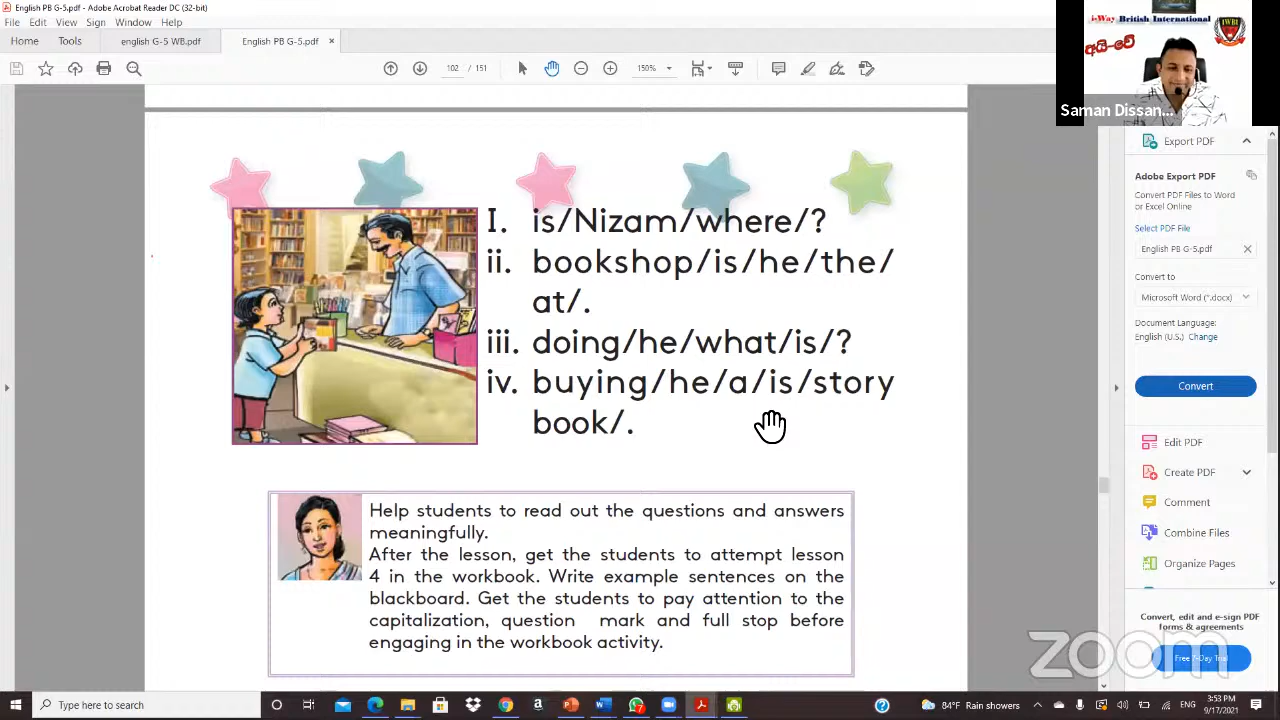 English PB G-5.pdf - Adobe Acrobat Reader DC (32-bit)
File Edit View Sign Window Help
Home Tools english G-5 WB.pdf English PB G-5.pdf ×
102 150%
i-Way British International
IWBI
අයි-වේ
Saman Dissan...
I. is/Nizam/where/?
ii. bookshop/is/he/the/
at/.
iii. doing/he/what/is/?
iv. buying/he/a/is/story
book/.
Help students to read out the questions and answers
meaningfully.
After the lesson, get the students to attempt lesson
4 in the workbook. Write example sentences on the
blackboard. Get the students to pay attention to the
capitalization, question mark and full stop before
engaging in the workbook activity.
Export PDF
Adobe Export PDF
Convert PDF Files to Word
or Excel Online
Select PDF File
English PB G-5.pdf
Convert to
Microsoft Word (*.docx)
Document Language:
English (U.S.) Change
Convert
Edit PDF
Create PDF
Comment
Combine Files
Organize Pages
Convert, edit and e-sign PDF
forms & agreements
Free 7-Day Trial
zoom
Type here to search
84°F Rain showers
3:53 PM
9/17/2021